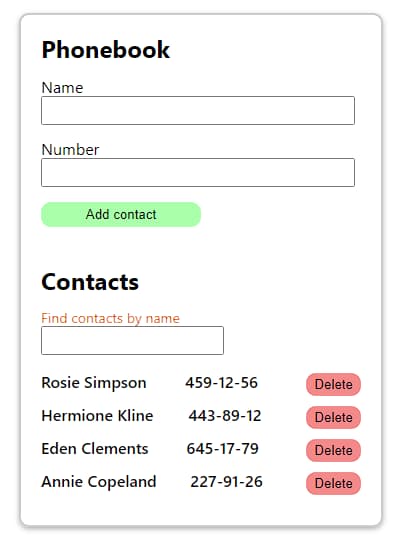 Phonebook
Name
Number
Add contact
Contacts
Find contacts by name
Rosie Simpson 459-12-56 Delete
Hermione Kline 443-89-12 Delete
Eden Clements 645-17-79 Delete
Annie Copeland 227-91-26 Delete